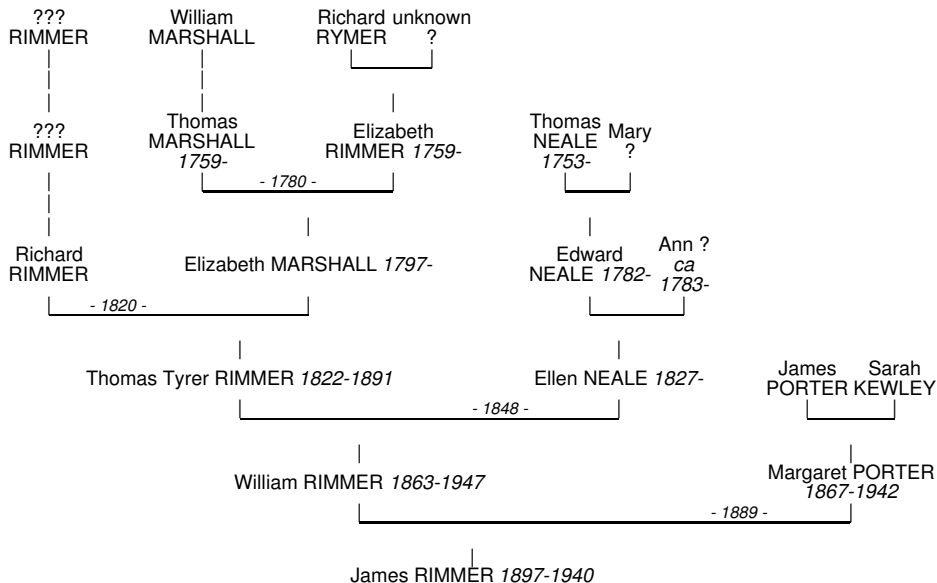 ??? William Richard unknown
RIMMER MARSHALL RYMER ?
??? Thomas Elizabeth Thomas Mary
RIMMER MARSHALL RIMMER 1759- NEALE ?
1759- 1753-
- 1780 -
Richard Elizabeth MARSHALL 1797- Edward Ann ?
RIMMER NEALE 1782- ca
1783-
- 1820 -
Thomas Tyrer RIMMER 1822-1891 Ellen NEALE 1827- James Sarah
PORTER KEWLEY
- 1848 -
William RIMMER 1863-1947 Margaret PORTER
1867-1942
- 1889 -
James RIMMER 1897-1940